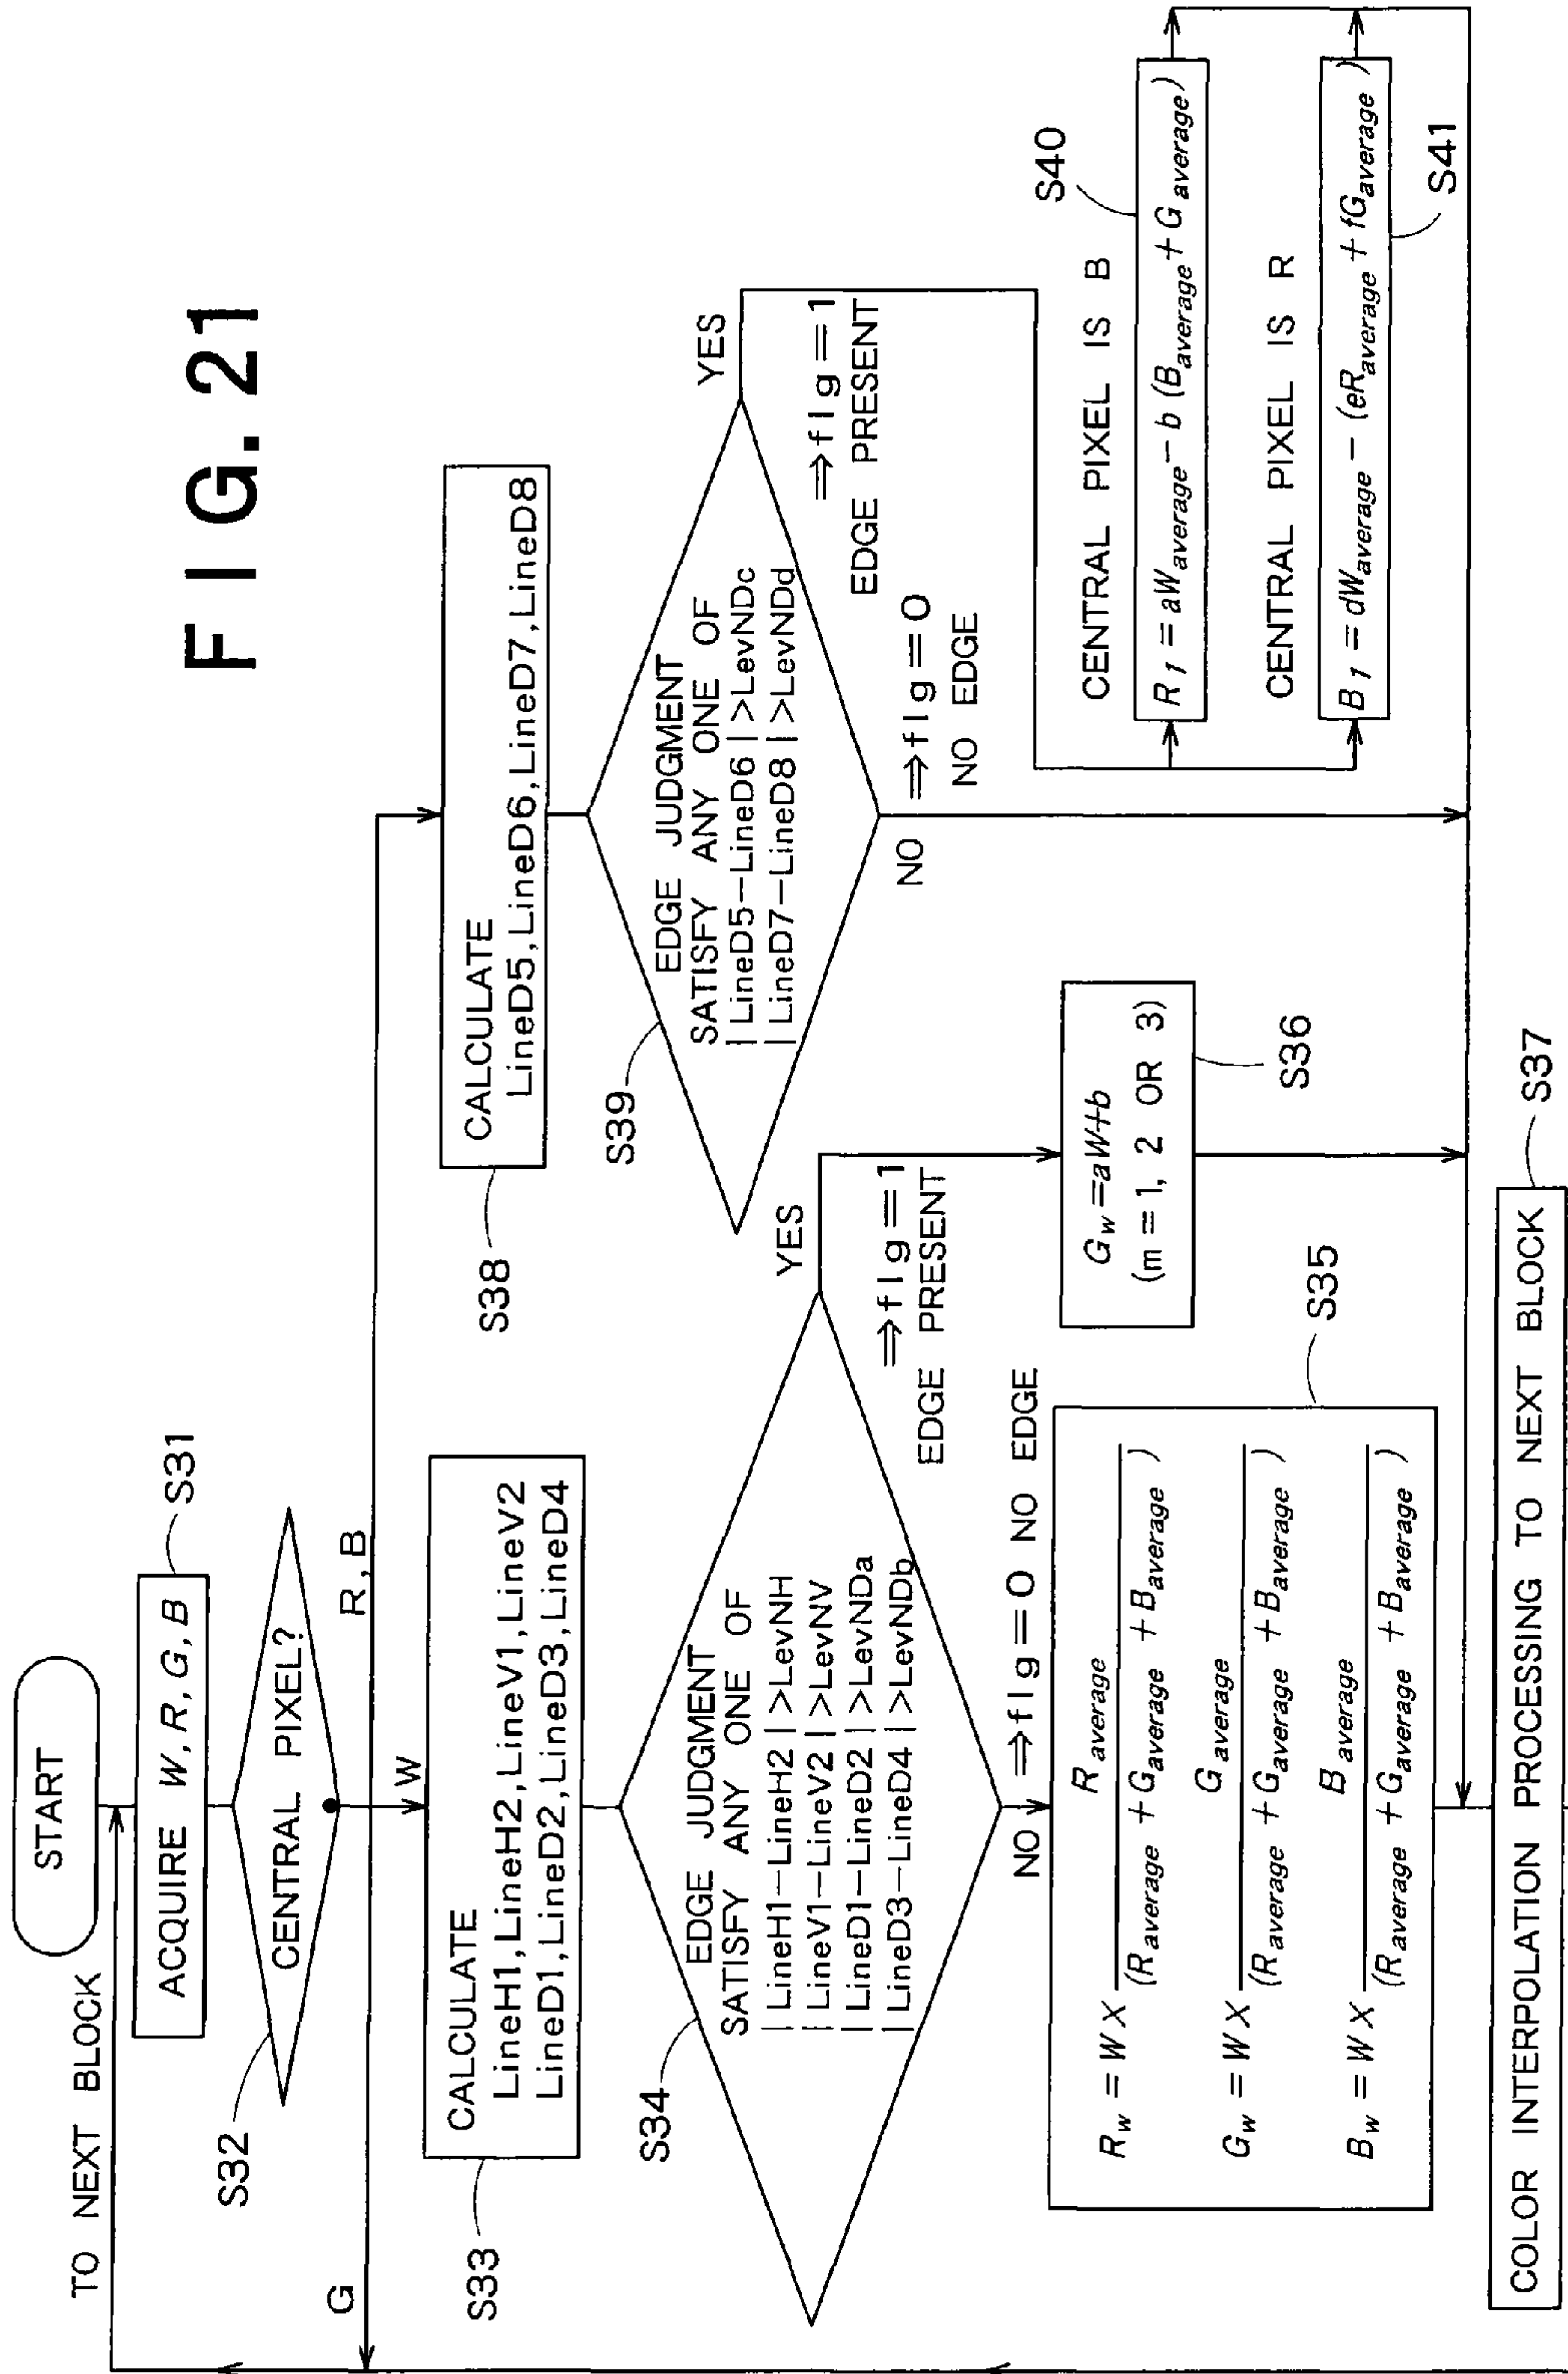 FIG. 21
START
TO NEXT BLOCK
ACQUIRE W, R, G, B
S31
S32
CENTRAL PIXEL?
G
R, B
W
S33
CALCULATE
LineH1, LineH2, LineV1, LineV2
LineD1, LineD2, LineD3, LineD4
S34
EDGE JUDGMENT
SATISFY ANY ONE OF
|LineH1−LineH2|>LevNH
|LineV1−LineV2|>LevNV
|LineD1−LineD2|>LevNDa
|LineD3−LineD4|>LevNDb
YES
⇒flg=1
EDGE PRESENT
NO ⇒flg=0 NO EDGE
R_w = W X R_average / (R_average + G_average + B_average)
G_w = W X G_average / (R_average + G_average + B_average)
B_w = W X B_average / (R_average + G_average + B_average)
S35
G_w = aW+b
(m = 1, 2 OR 3)
S36
S38
CALCULATE
LineD5, LineD6, LineD7, LineD8
S39
EDGE JUDGMENT
SATISFY ANY ONE OF
|LineD5−LineD6|>LevNDc
|LineD7−LineD8|>LevNDd
YES
⇒flg=1
EDGE PRESENT
NO
⇒flg=0
NO EDGE
CENTRAL PIXEL IS B
S40
R_1 = aW_average − b (B_average + G_average)
CENTRAL PIXEL IS R
B_1 = dW_average − (eR_average + fG_average)
S41
COLOR INTERPOLATION PROCESSING TO NEXT BLOCK
S37